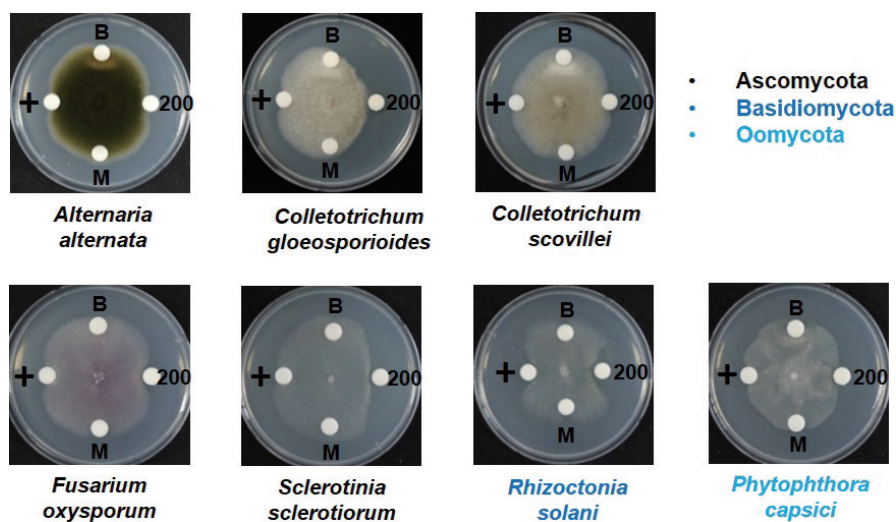 B
+
200
M
Alternaria
alternata
B
+
200
M
Colletotrichum
gloeosporioides
B
+
200
M
Colletotrichum
scovillei
• Ascomycota
• Basidiomycota
• Oomycota
B
+
200
M
Fusarium
oxysporum
B
+
200
M
Sclerotinia
sclerotiorum
B
+
200
M
Rhizoctonia
solani
B
+
200
M
Phytophthora
capsici